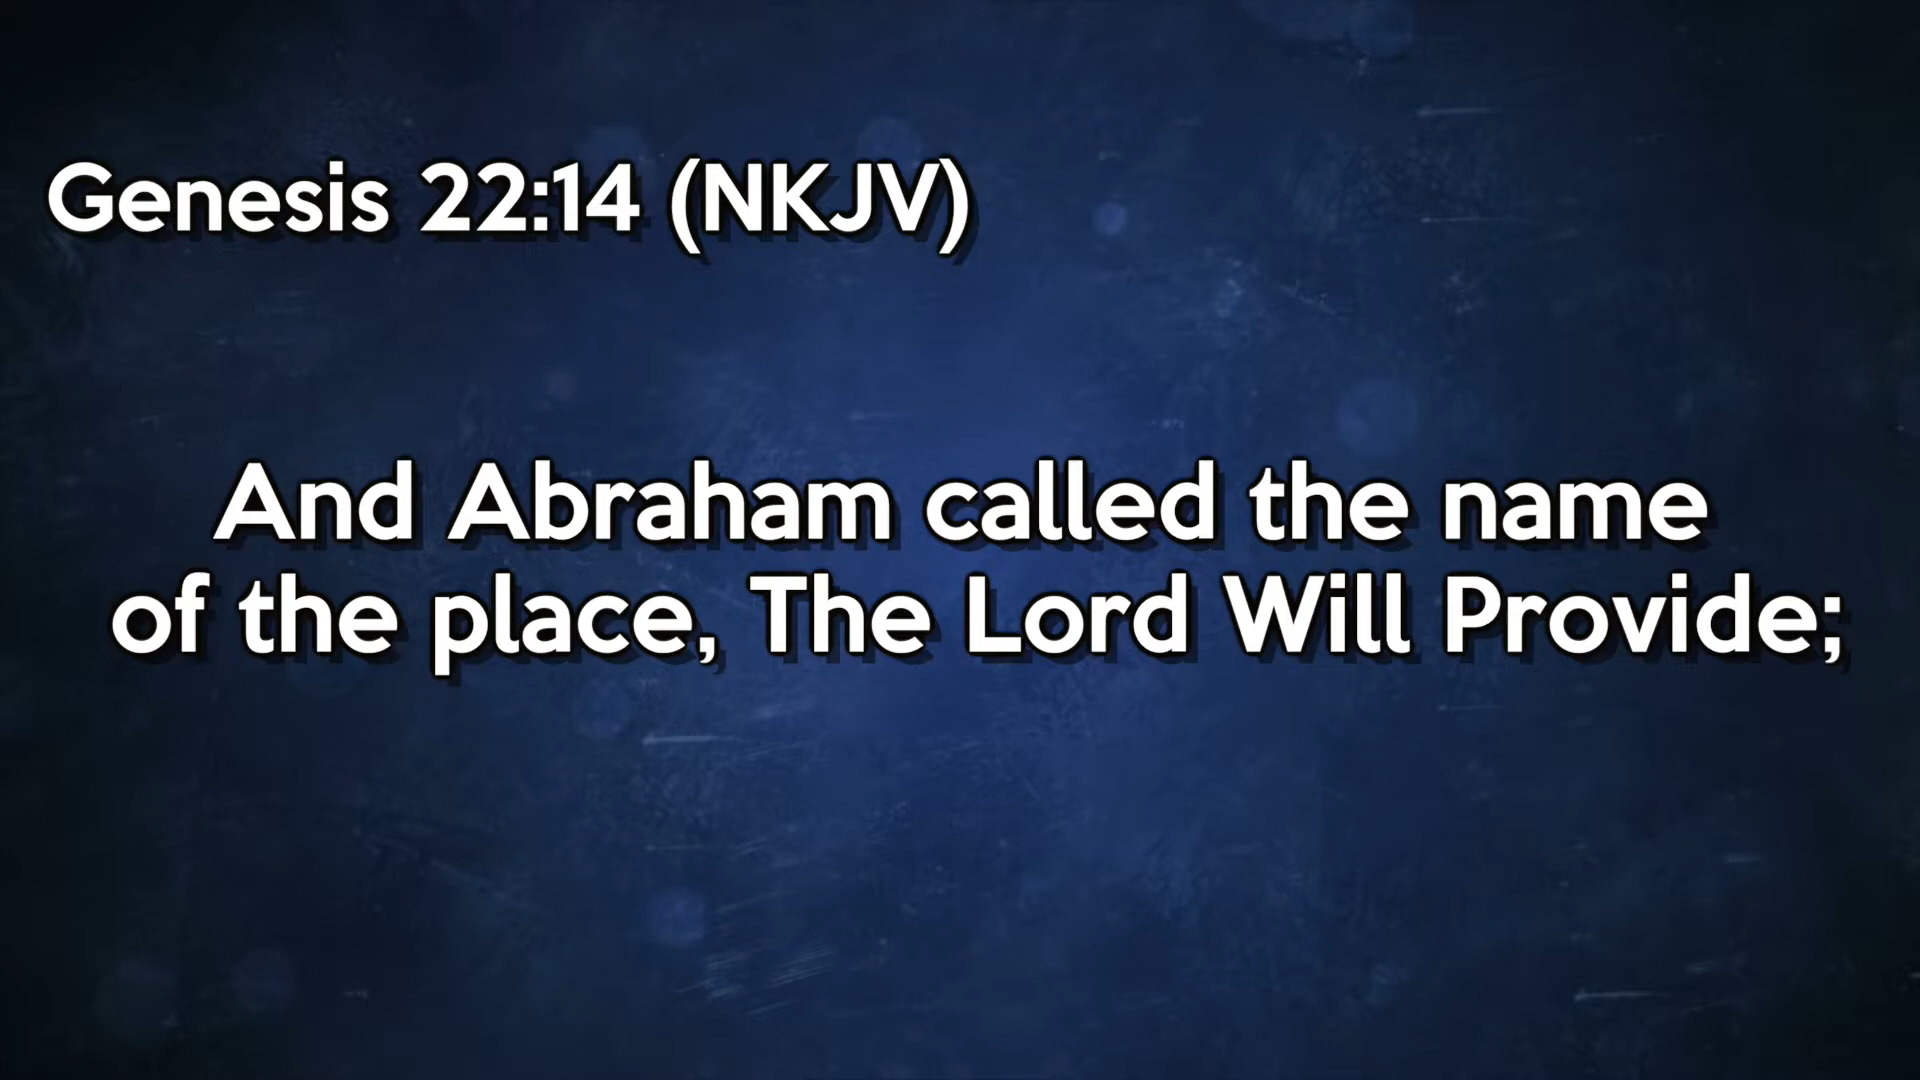 Genesis 22:14 (NKJV)
And Abraham called the name
of the place, The Lord Will Provide;